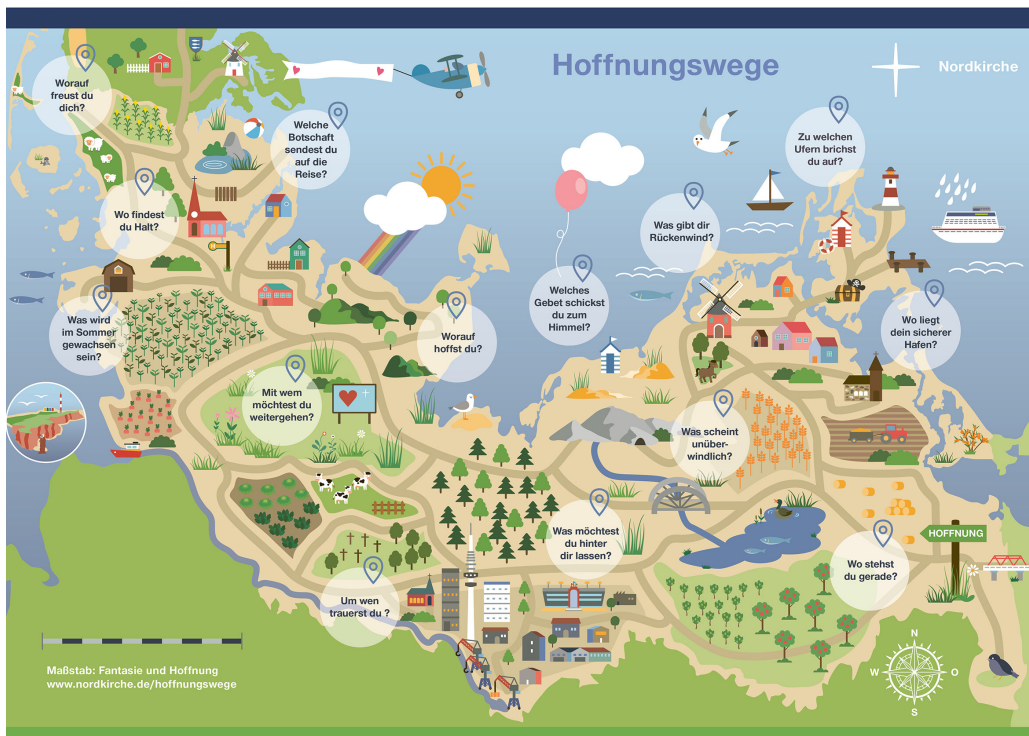 Hoffnungswege
Nordkirche
Worauf
freust du
dich?
Welche
Botschaft
sendest du
auf die
Reise?
Zu welchen
Ufern brichst
du auf?
Wo findest
du Halt?
Was gibt dir
Rückenwind?
H
Welches
Gebet schickst
du zum
Himmel?
Was wird
im Sommer
gewachsen
sein?
Worauf
hoffst du?
Wo liegt
dein sicherer
Hafen?
Mit wem
möchtest du
weitergehen?
Was scheint
unüber-
windlich?
Was möchtest
du hinter
dir lassen?
HOFFNUNG
Wo stehst
du gerade?
Um wen
trauerst du ?
Maßstab: Fantasie und Hoffnung
www.nordkirche.de/hoffnungswege
N
W
O
S